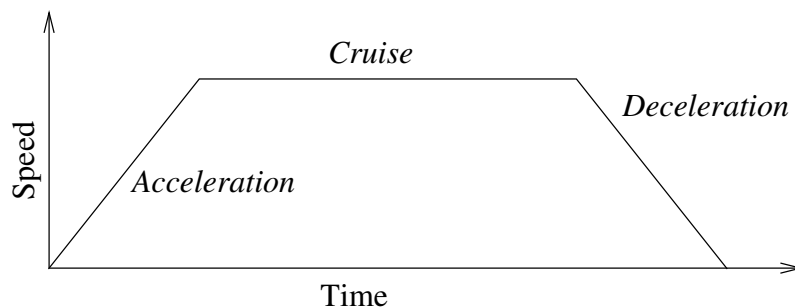 Cruise
Deceleration
Acceleration
Speed
Time